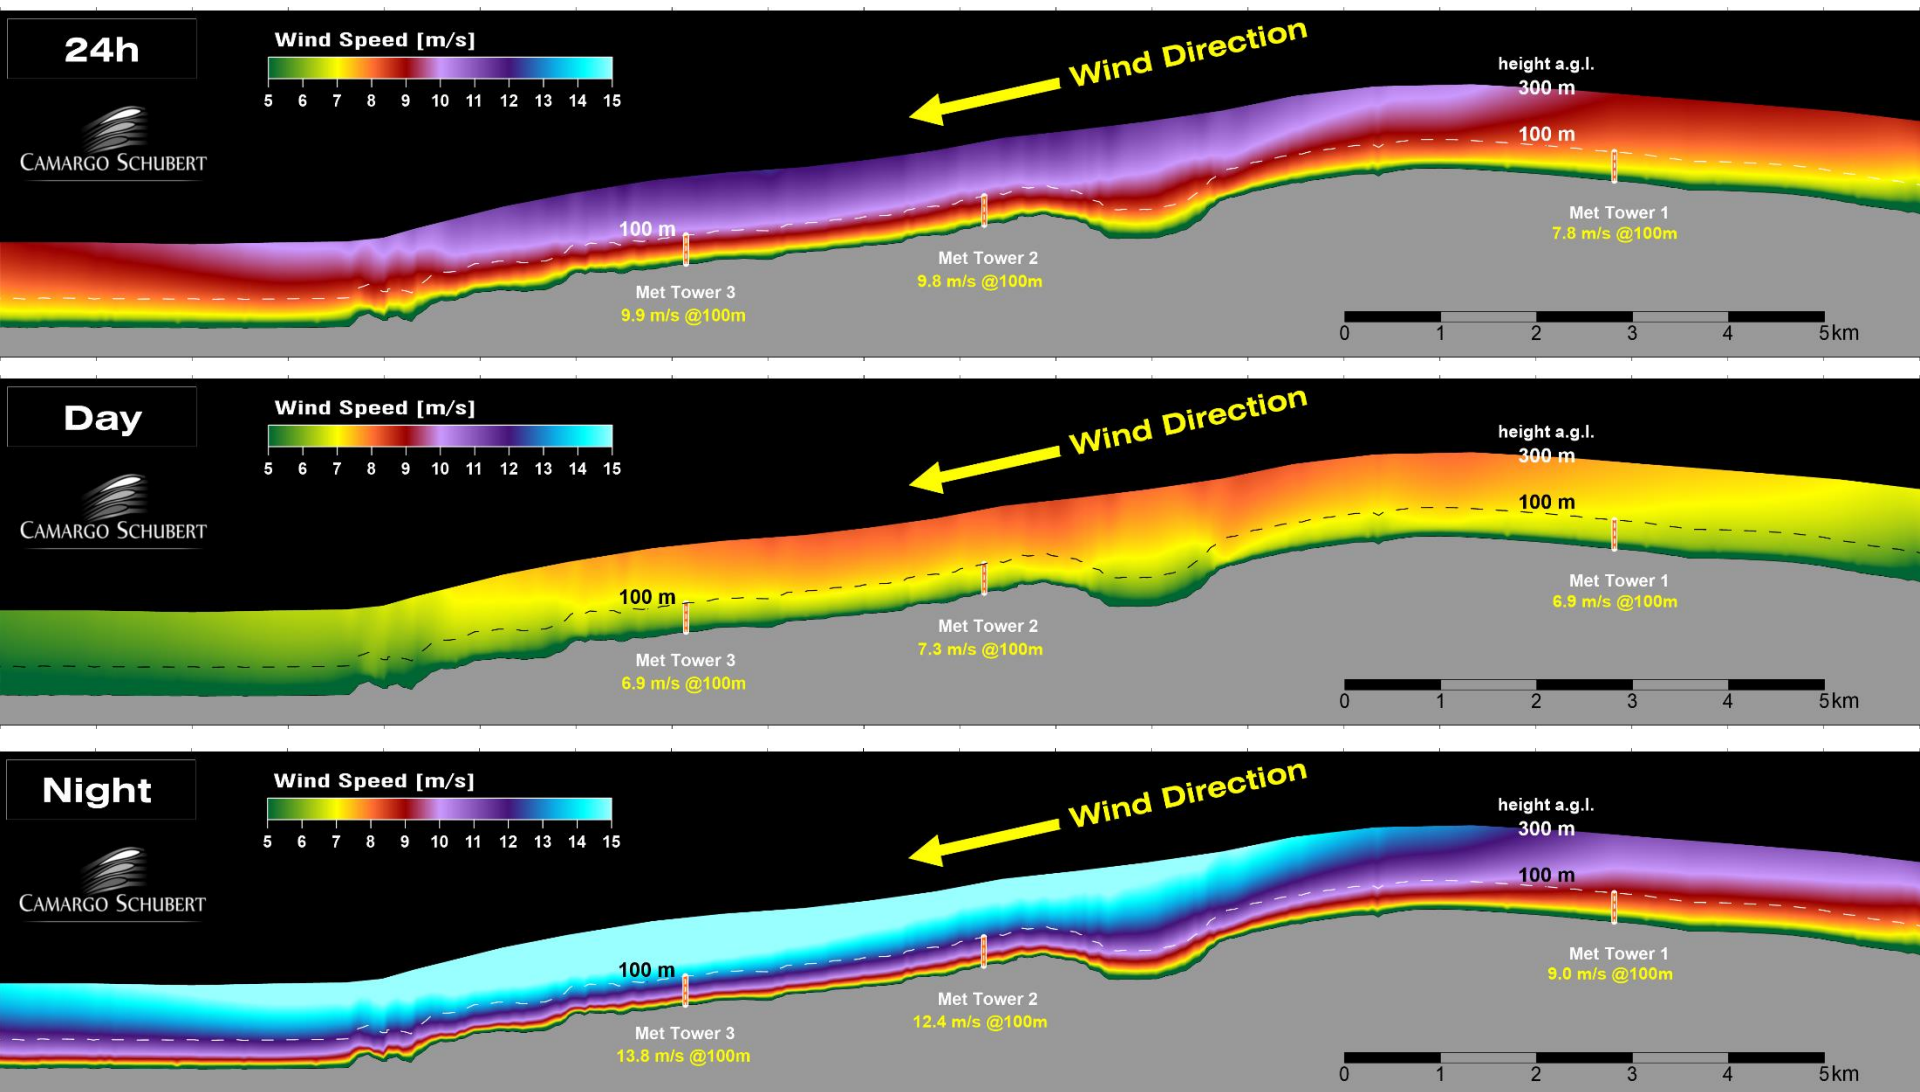 24h
Wind Speed [m/s]
5 6 7 8 9 10 11 12 13 14 15
CAMARGO SCHUBERT
Wind Direction
height a.g.l.
300 m
100 m
Met Tower 1
7.8 m/s @100m
100 m
Met Tower 2
9.8 m/s @100m
Met Tower 3
9.9 m/s @100m
0 1 2 3 4 5km
Day
Wind Speed [m/s]
5 6 7 8 9 10 11 12 13 14 15
CAMARGO SCHUBERT
Wind Direction
height a.g.l.
300 m
100 m
Met Tower 1
6.9 m/s @100m
100 m
Met Tower 2
7.3 m/s @100m
Met Tower 3
6.9 m/s @100m
0 1 2 3 4 5km
Night
Wind Speed [m/s]
5 6 7 8 9 10 11 12 13 14 15
CAMARGO SCHUBERT
Wind Direction
height a.g.l.
300 m
100 m
Met Tower 1
9.0 m/s @100m
100 m
Met Tower 2
12.4 m/s @100m
Met Tower 3
13.8 m/s @100m
0 1 2 3 4 5km